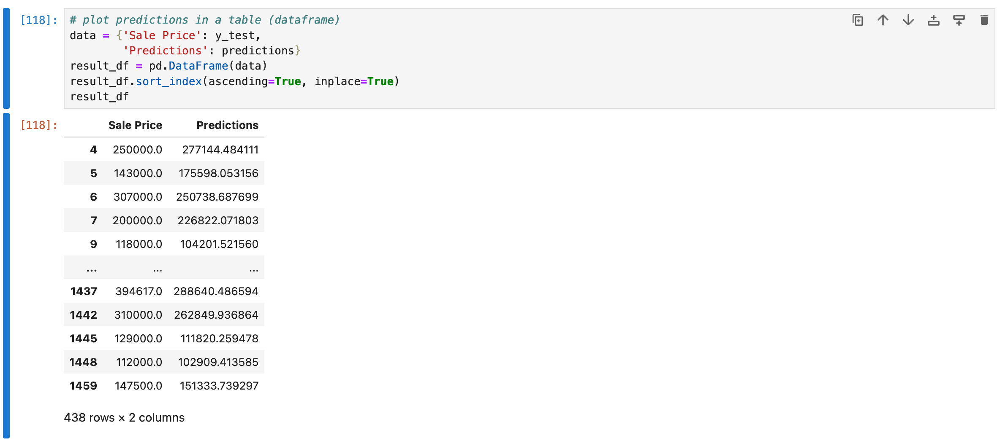 [118]: # plot predictions in a table (dataframe)
data = {'Sale Price': y_test,
        'Predictions': predictions}
result_df = pd.DataFrame(data)
result_df.sort_index(ascending=True, inplace=True)
result_df
[118]: Sale Price Predictions
4 250000.0 277144.484111
5 143000.0 175598.053156
6 307000.0 250738.687699
7 200000.0 226822.071803
9 118000.0 104201.521560
... ... ...
1437 394617.0 288640.486594
1442 310000.0 262849.936864
1445 129000.0 111820.259478
1448 112000.0 102909.413585
1459 147500.0 151333.739297
438 rows × 2 columns